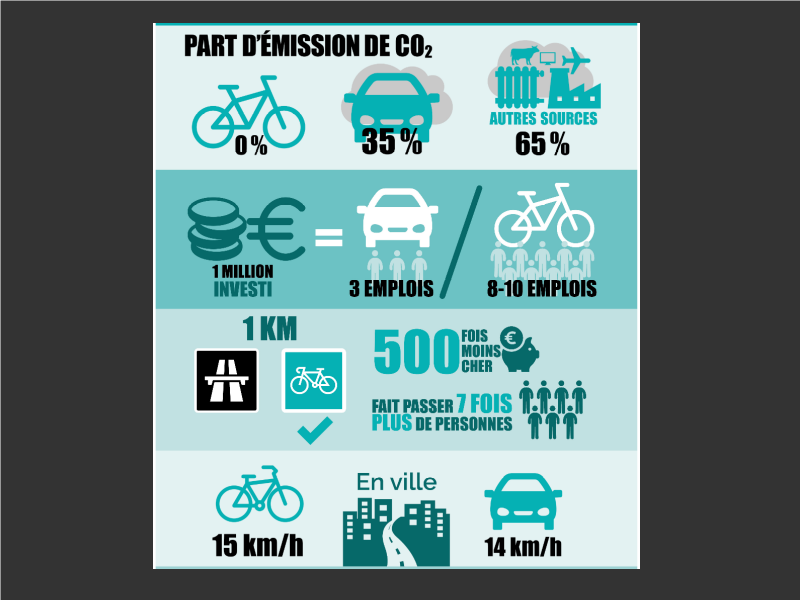 PART D'ÉMISSION DE CO₂
0 %
35 %
AUTRES SOURCES
65 %
€
=
1 MILLION
INVESTI
3 EMPLOIS
/
8-10 EMPLOIS
1 KM
500 FOIS
MOINS
CHER
€
FAIT PASSER 7 FOIS
PLUS DE PERSONNES
En ville
15 km/h
14 km/h